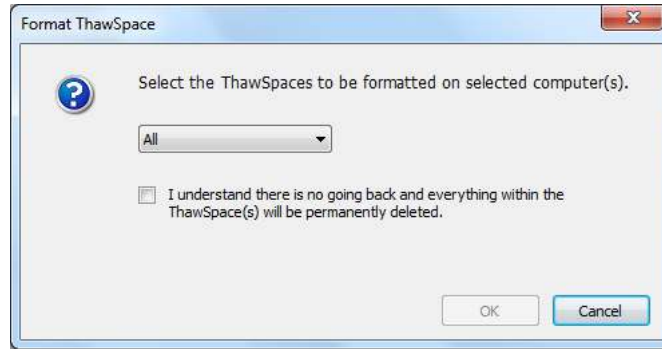 Format ThawSpace
Select the ThawSpaces to be formatted on selected computer(s).
All
I understand there is no going back and everything within the
ThawSpace(s) will be permanently deleted.
OK
Cancel